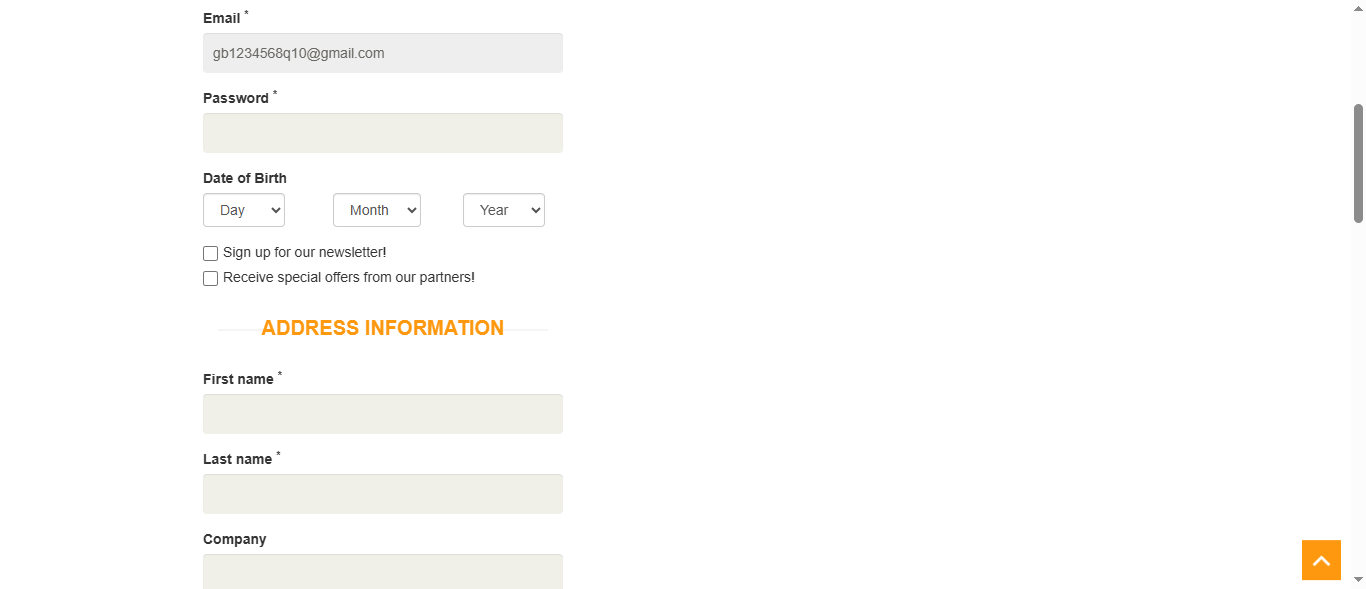 Email *
gb1234568q10@gmail.com
Password *
Date of Birth
Day Month Year
Sign up for our newsletter!
Receive special offers from our partners!
ADDRESS INFORMATION
First name *
Last name *
Company